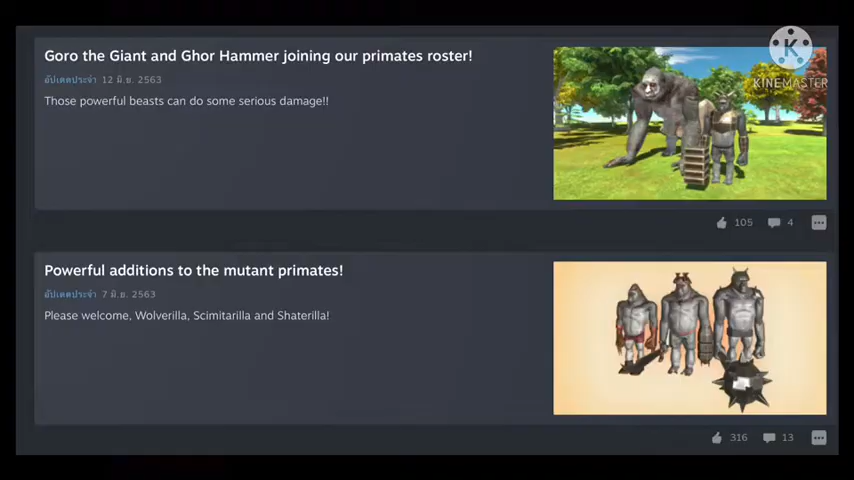 Goro the Giant and Ghor Hammer joining our primates roster!
อัปเดตประจำ 12 มิ.ย. 2563
Those powerful beasts can do some serious damage!!
K
KINEMASTER
105 4
Powerful additions to the mutant primates!
อัปเดตประจำ 7 มิ.ย. 2563
Please welcome, Wolverilla, Scimitarilla and Shaterilla!
316 13